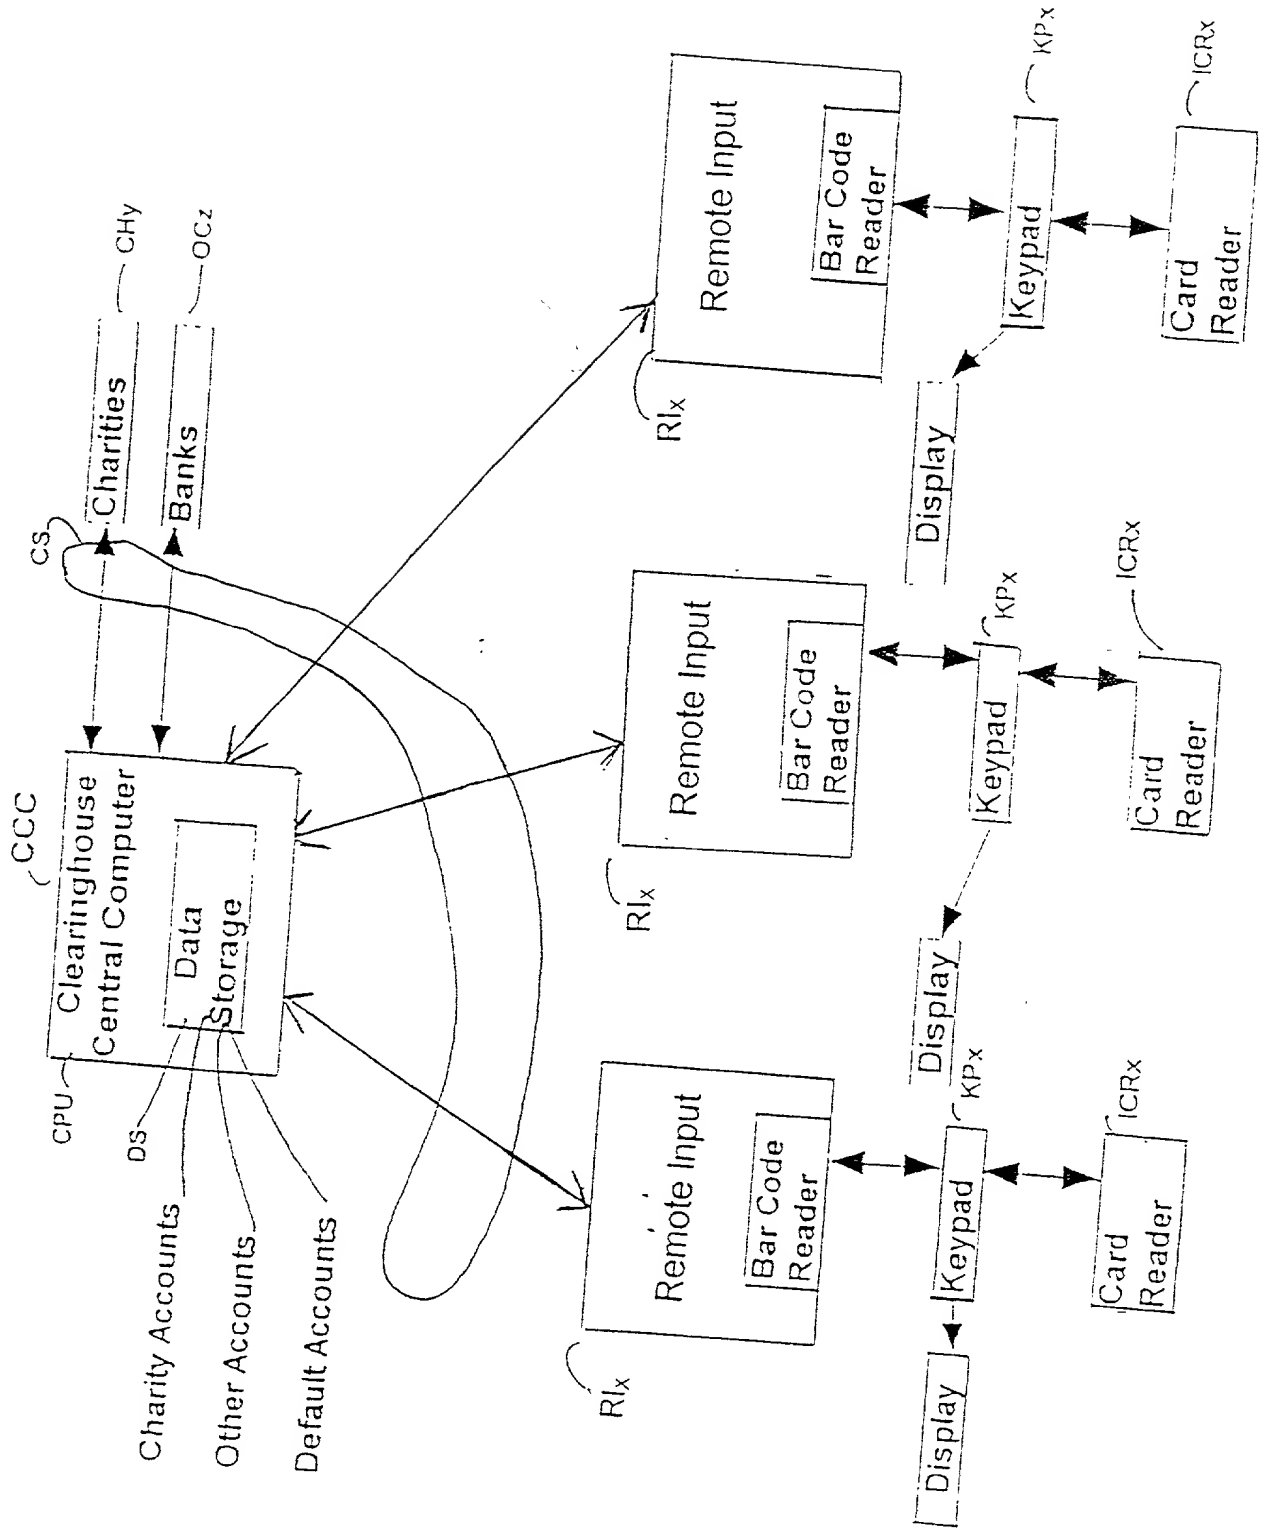 CCC
CPU
Clearinghouse
Central Computer
DS
Data
Storage
Charity Accounts
Other Accounts
Default Accounts
CS
Charities
CHy
Banks
OCz
RIx
Remote Input
Bar Code
Reader
Display
Keypad
KPx
Card
Reader
ICRx
RIx
Remote Input
Bar Code
Reader
Display
Keypad
KPx
Card
Reader
ICRx
RIx
Remote Input
Bar Code
Reader
Display
Keypad
KPx
Card
Reader
ICRx